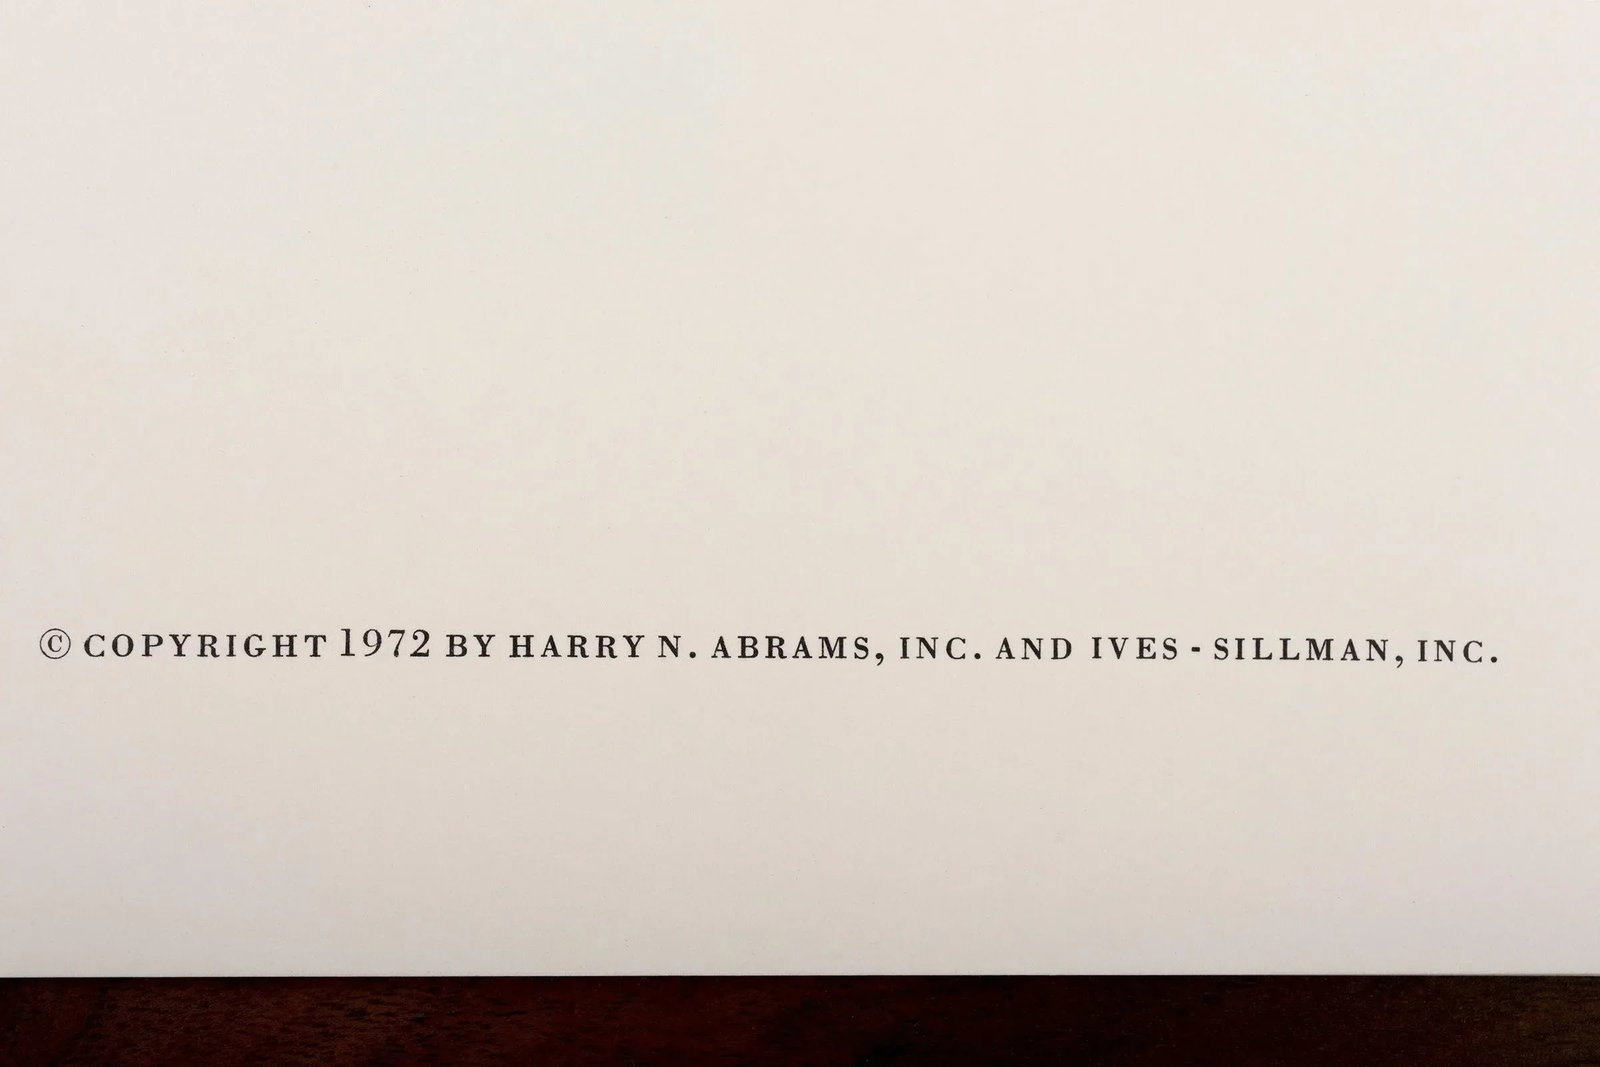 © COPYRIGHT 1972 BY HARRY N. ABRAMS, INC. AND IVES - SILLMAN, INC.